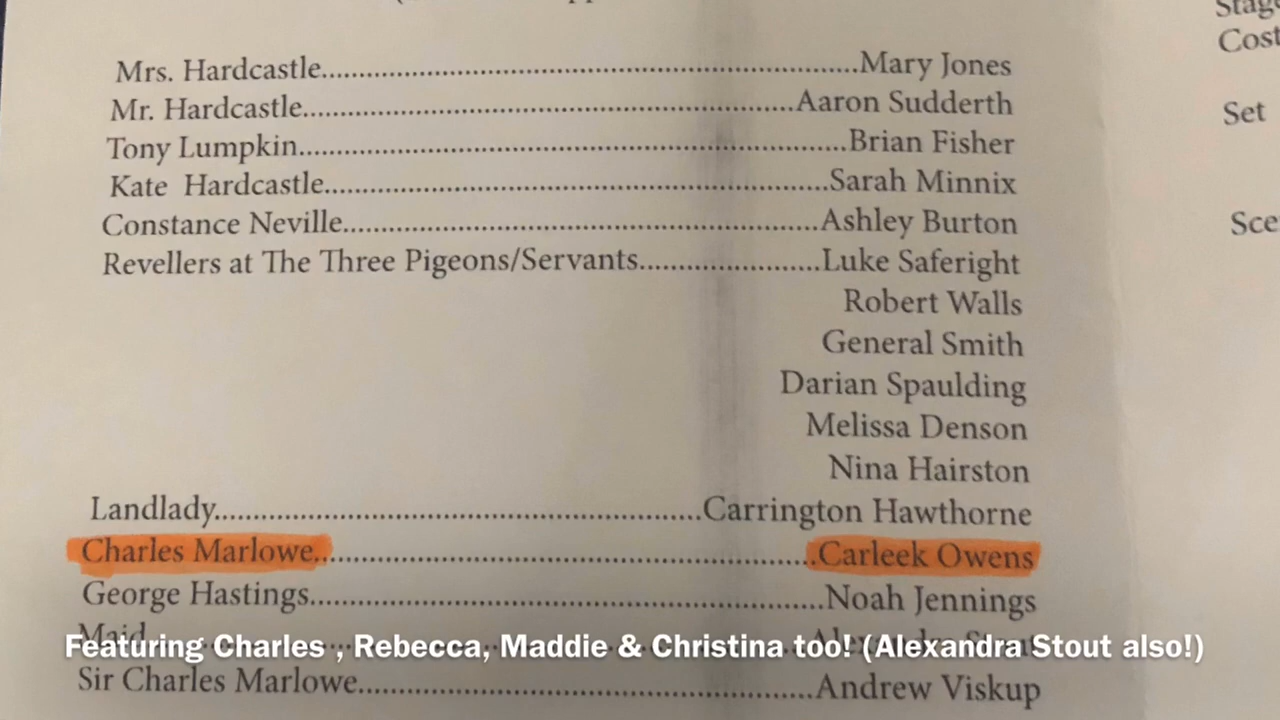 Stage
Cost
Mrs. Hardcastle....................Mary Jones
Mr. Hardcastle....................Aaron Sudderth
Set
Tony Lumpkin....................Brian Fisher
Kate Hardcastle....................Sarah Minnix
Constance Neville....................Ashley Burton
Sce
Revellers at The Three Pigeons/Servants....................Luke Saferight
Robert Walls
General Smith
Darian Spaulding
Melissa Denson
Nina Hairston
Landlady....................Carrington Hawthorne
Charles Marlowe....................Carleek Owens
George Hastings....................Noah Jennings
Maid
Featuring Charles , Rebecca, Maddie & Christina too! (Alexandra Stout also!)
Sir Charles Marlowe....................Andrew Viskup